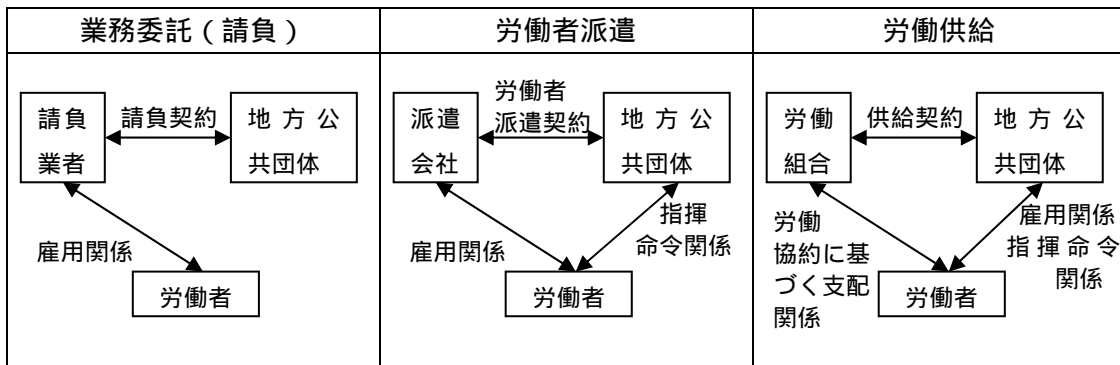 業務委託（請負）
請負
業者
請負契約
地方公
共団体
雇用関係
労働者
労働者派遣
派遣
会社
労働者
派遣契約
地方公
共団体
雇用関係
指揮
命令関係
労働者
労働供給
労働
組合
供給契約
地方公
共団体
労働
協約に基
づく支配
関係
雇用関係
指揮命令
関係
労働者